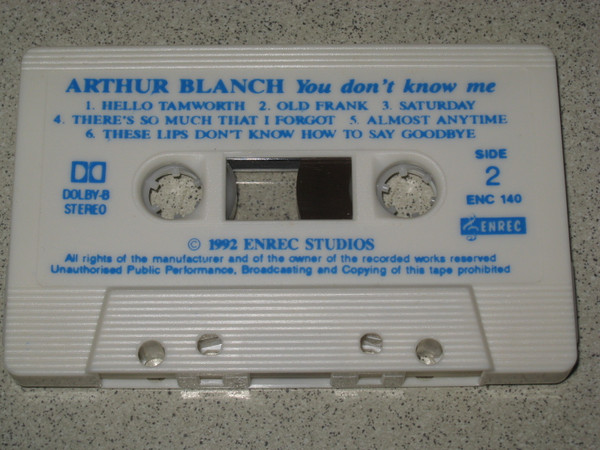 ARTHUR BLANCH You don't know me
1. HELLO TAMWORTH 2. OLD FRANK 3. SATURDAY
4. THERE'S SO MUCH THAT I FORGOT 5. ALMOST ANYTIME
6. THESE LIPS DON'T KNOW HOW TO SAY GOODBYE
DOLBY-B
STEREO
SIDE
2
ENC 140
ENREC
© 1992 ENREC STUDIOS
All rights of the manufacturer and of the owner of the recorded works reserved
Unauthorised Public Performance, Broadcasting and Copying of this tape prohibited